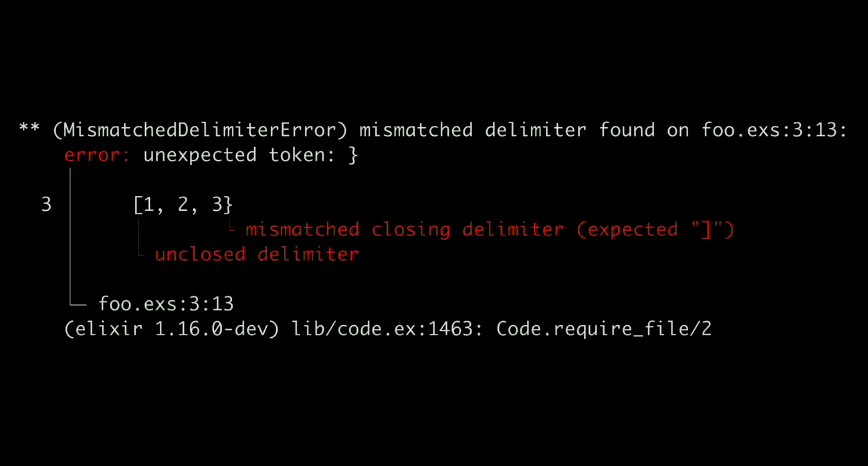 ** (MismatchedDelimiterError) mismatched delimiter found on foo.exs:3:13:
error: unexpected token: }
3 [1, 2, 3}
mismatched closing delimiter (expected "]")
unclosed delimiter
foo.exs:3:13
(elixir 1.16.0-dev) lib/code.ex:1463: Code.require_file/2